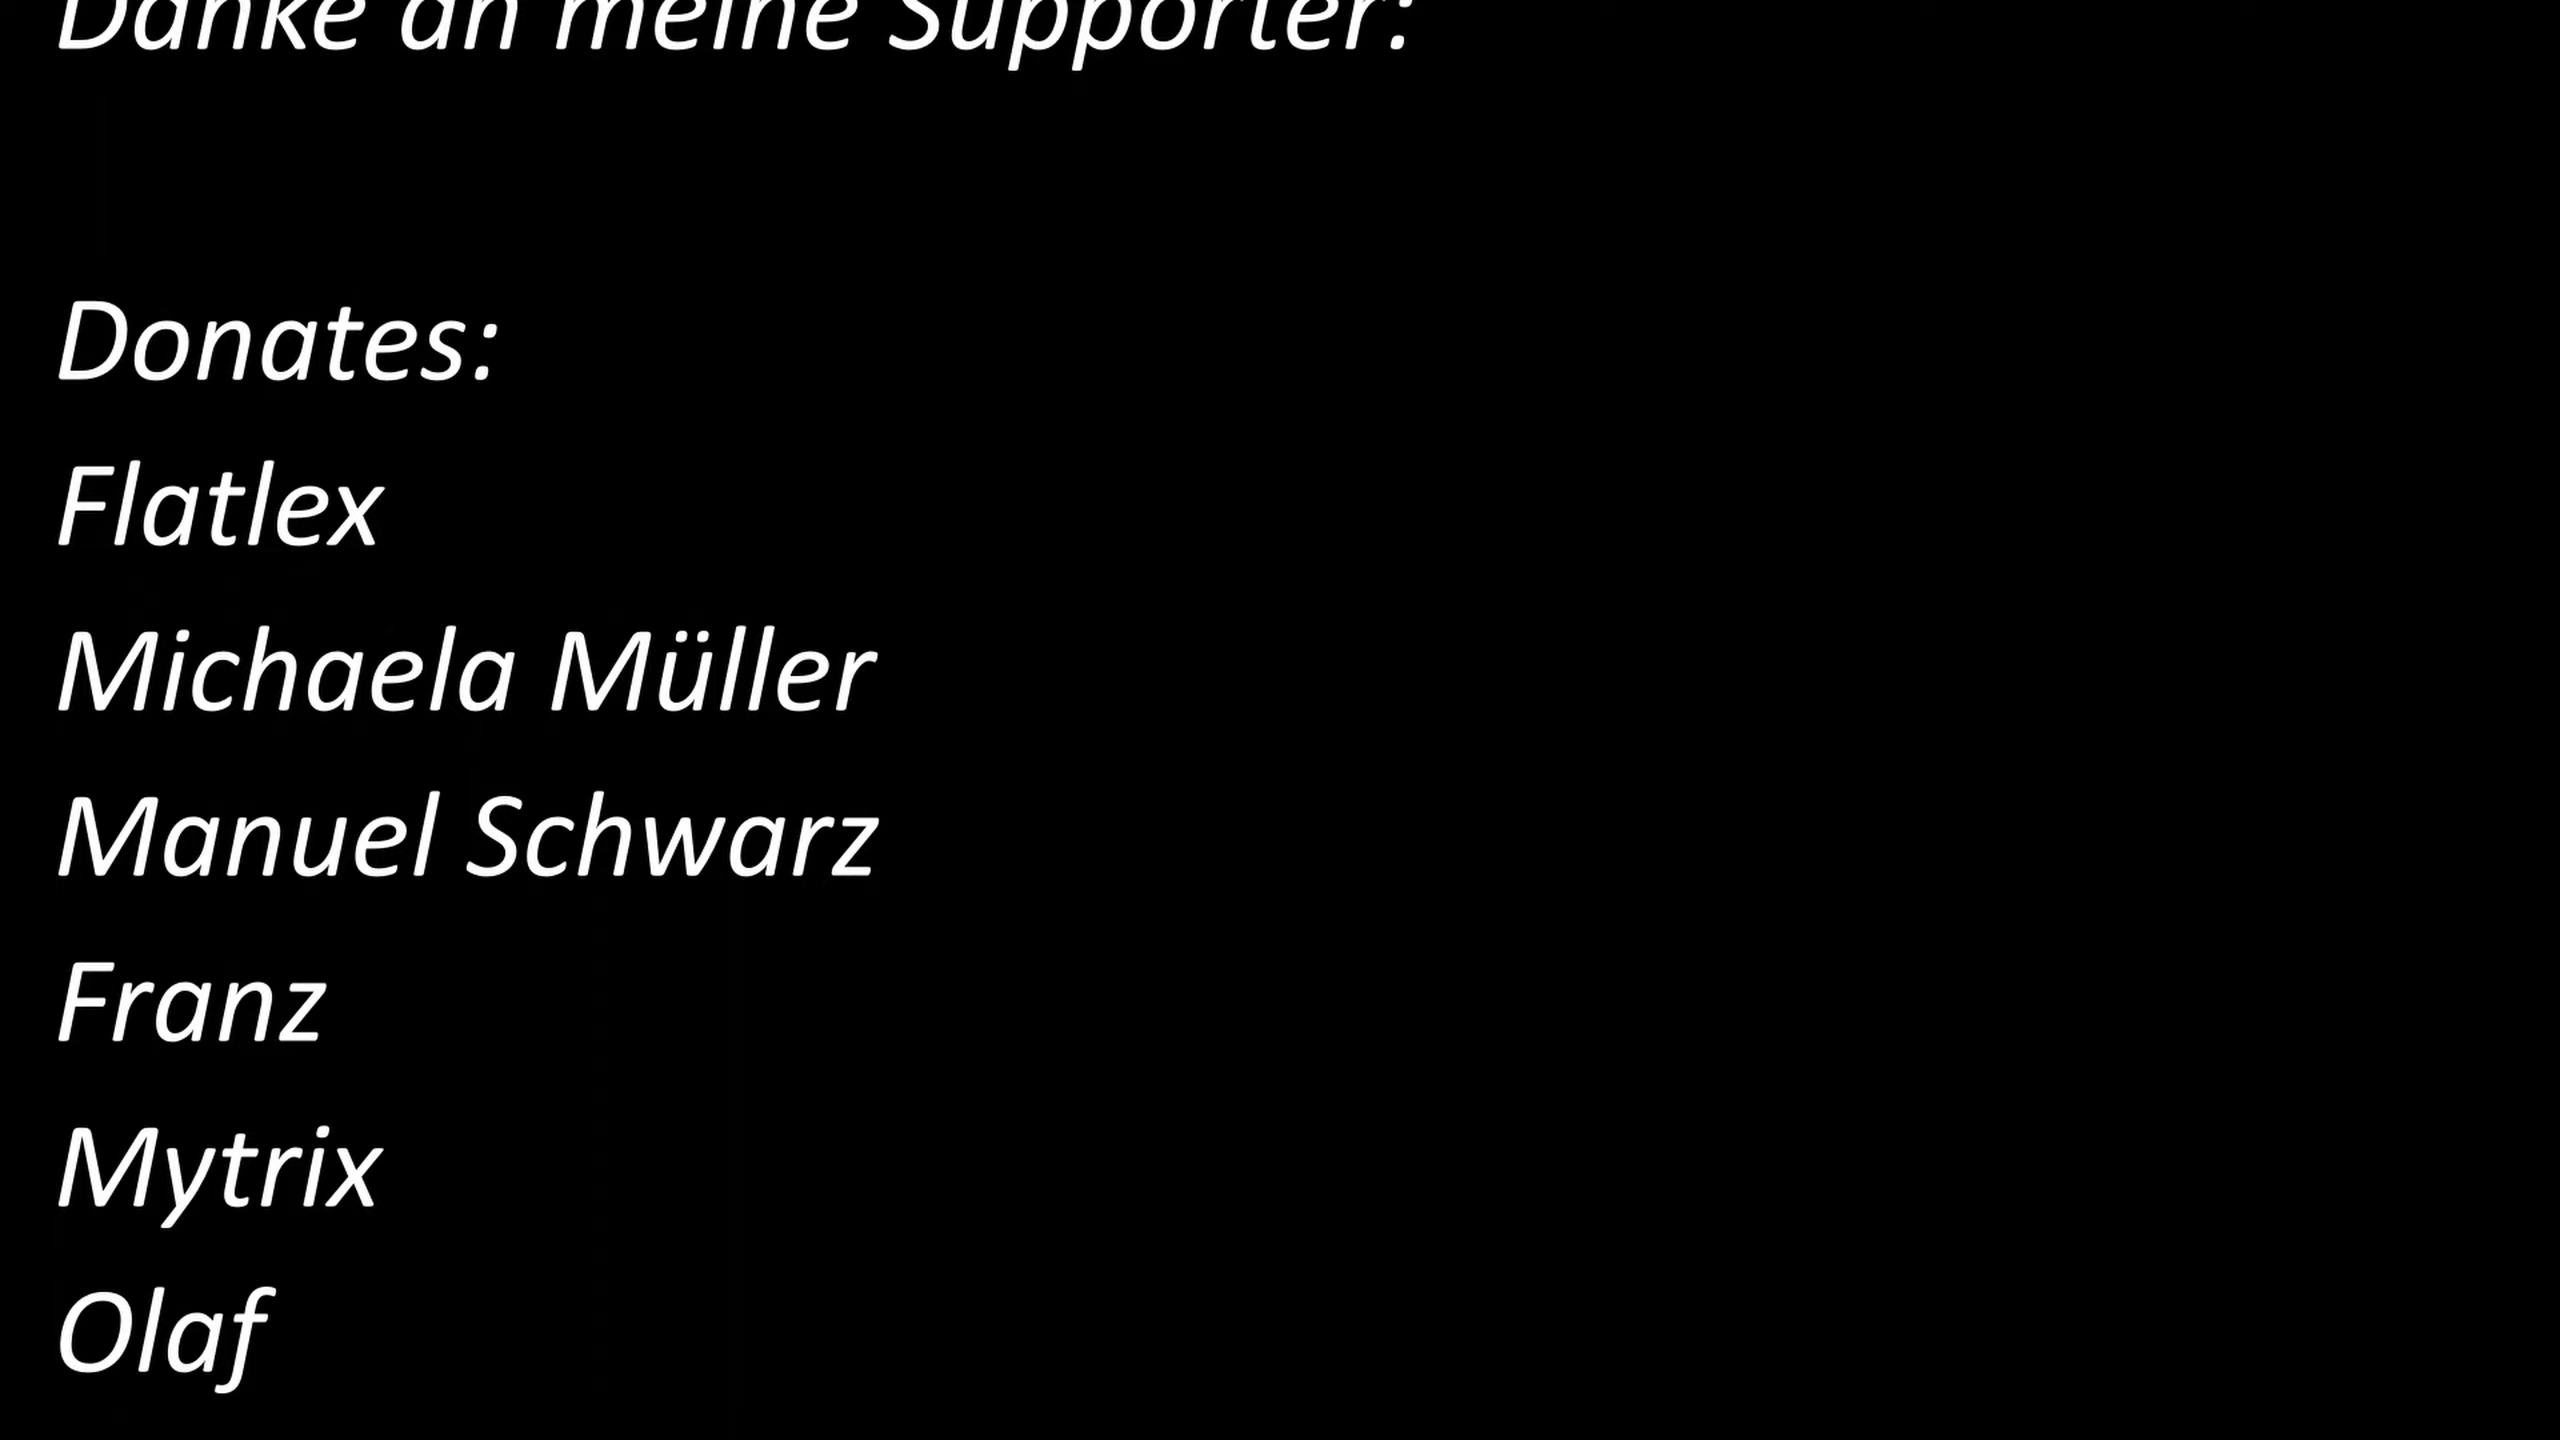 Danke an meine Supporter:
Donates:
Flatlex
Michaela Müller
Manuel Schwarz
Franz
Mytrix
Olaf